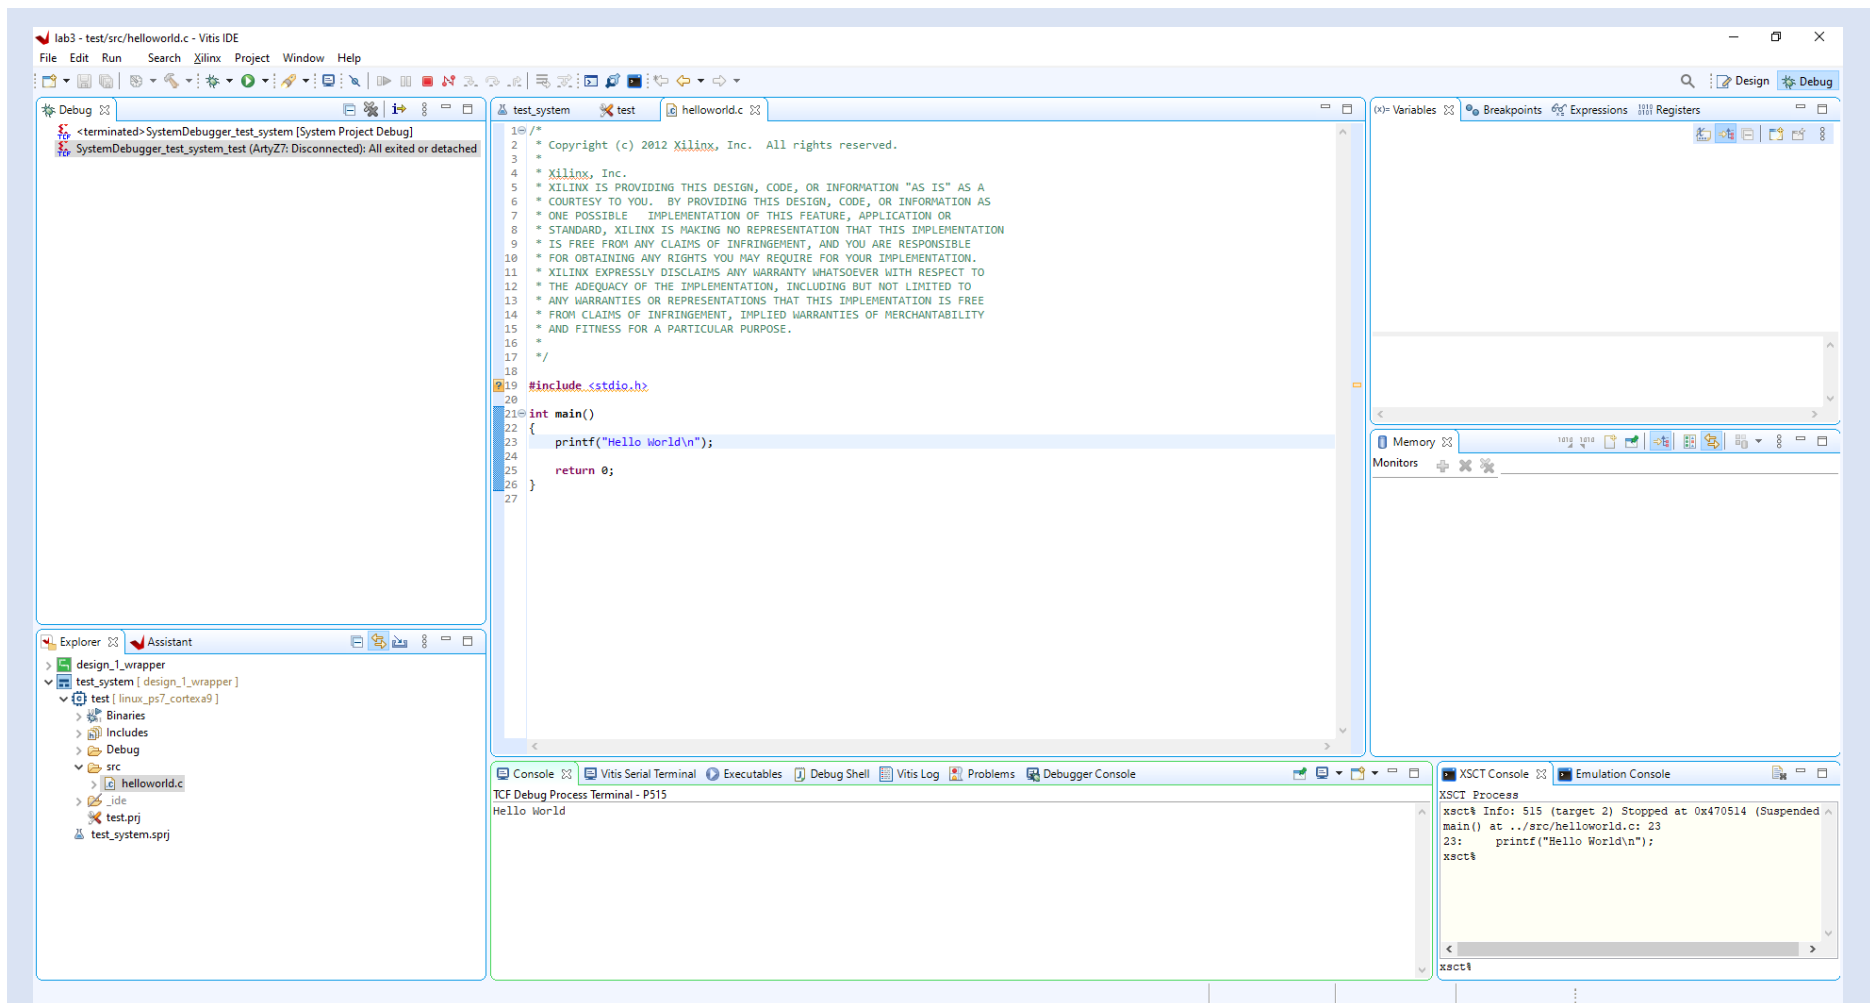 lab3 - test/src/helloworld.c - Vitis IDE
File Edit Run Search Xilinx Project Window Help
Design Debug
Debug
<terminated>SystemDebugger_test_system [System Project Debug]
SystemDebugger_test_system_test (ArtyZ7: Disconnected): All exited or detached
Explorer Assistant
design_1_wrapper
test_system [ design_1_wrapper ]
test [ linux_ps7_cortexa9 ]
Binaries
Includes
Debug
src
helloworld.c
_ide
test.prj
test_system.sprj
test_system test helloworld.c
1 /*
2 * Copyright (c) 2012 Xilinx, Inc. All rights reserved.
3 *
4 * Xilinx, Inc.
5 * XILINX IS PROVIDING THIS DESIGN, CODE, OR INFORMATION "AS IS" AS A
6 * COURTESY TO YOU. BY PROVIDING THIS DESIGN, CODE, OR INFORMATION AS
7 * ONE POSSIBLE IMPLEMENTATION OF THIS FEATURE, APPLICATION OR
8 * STANDARD, XILINX IS MAKING NO REPRESENTATION THAT THIS IMPLEMENTATION
9 * IS FREE FROM ANY CLAIMS OF INFRINGEMENT, AND YOU ARE RESPONSIBLE
10 * FOR OBTAINING ANY RIGHTS YOU MAY REQUIRE FOR YOUR IMPLEMENTATION.
11 * XILINX EXPRESSLY DISCLAIMS ANY WARRANTY WHATSOEVER WITH RESPECT TO
12 * THE ADEQUACY OF THE IMPLEMENTATION, INCLUDING BUT NOT LIMITED TO
13 * ANY WARRANTIES OR REPRESENTATIONS THAT THIS IMPLEMENTATION IS FREE
14 * FROM CLAIMS OF INFRINGEMENT, IMPLIED WARRANTIES OF MERCHANTABILITY
15 * AND FITNESS FOR A PARTICULAR PURPOSE.
16 *
17 */
18
19 #include <stdio.h>
20
21 int main()
22 {
23 printf("Hello World\n");
24
25 return 0;
26 }
27
(x)= Variables Breakpoints Expressions Registers
Memory
Monitors
Console Vitis Serial Terminal Executables Debug Shell Vitis Log Problems Debugger Console
TCF Debug Process Terminal - P515
Hello World
XSCT Console Emulation Console
XSCT Process
xsct% Info: 515 (target 2) Stopped at 0x470514 (Suspended
main() at ../src/helloworld.c: 23
23: printf("Hello World\n");
xsct%
xsct%